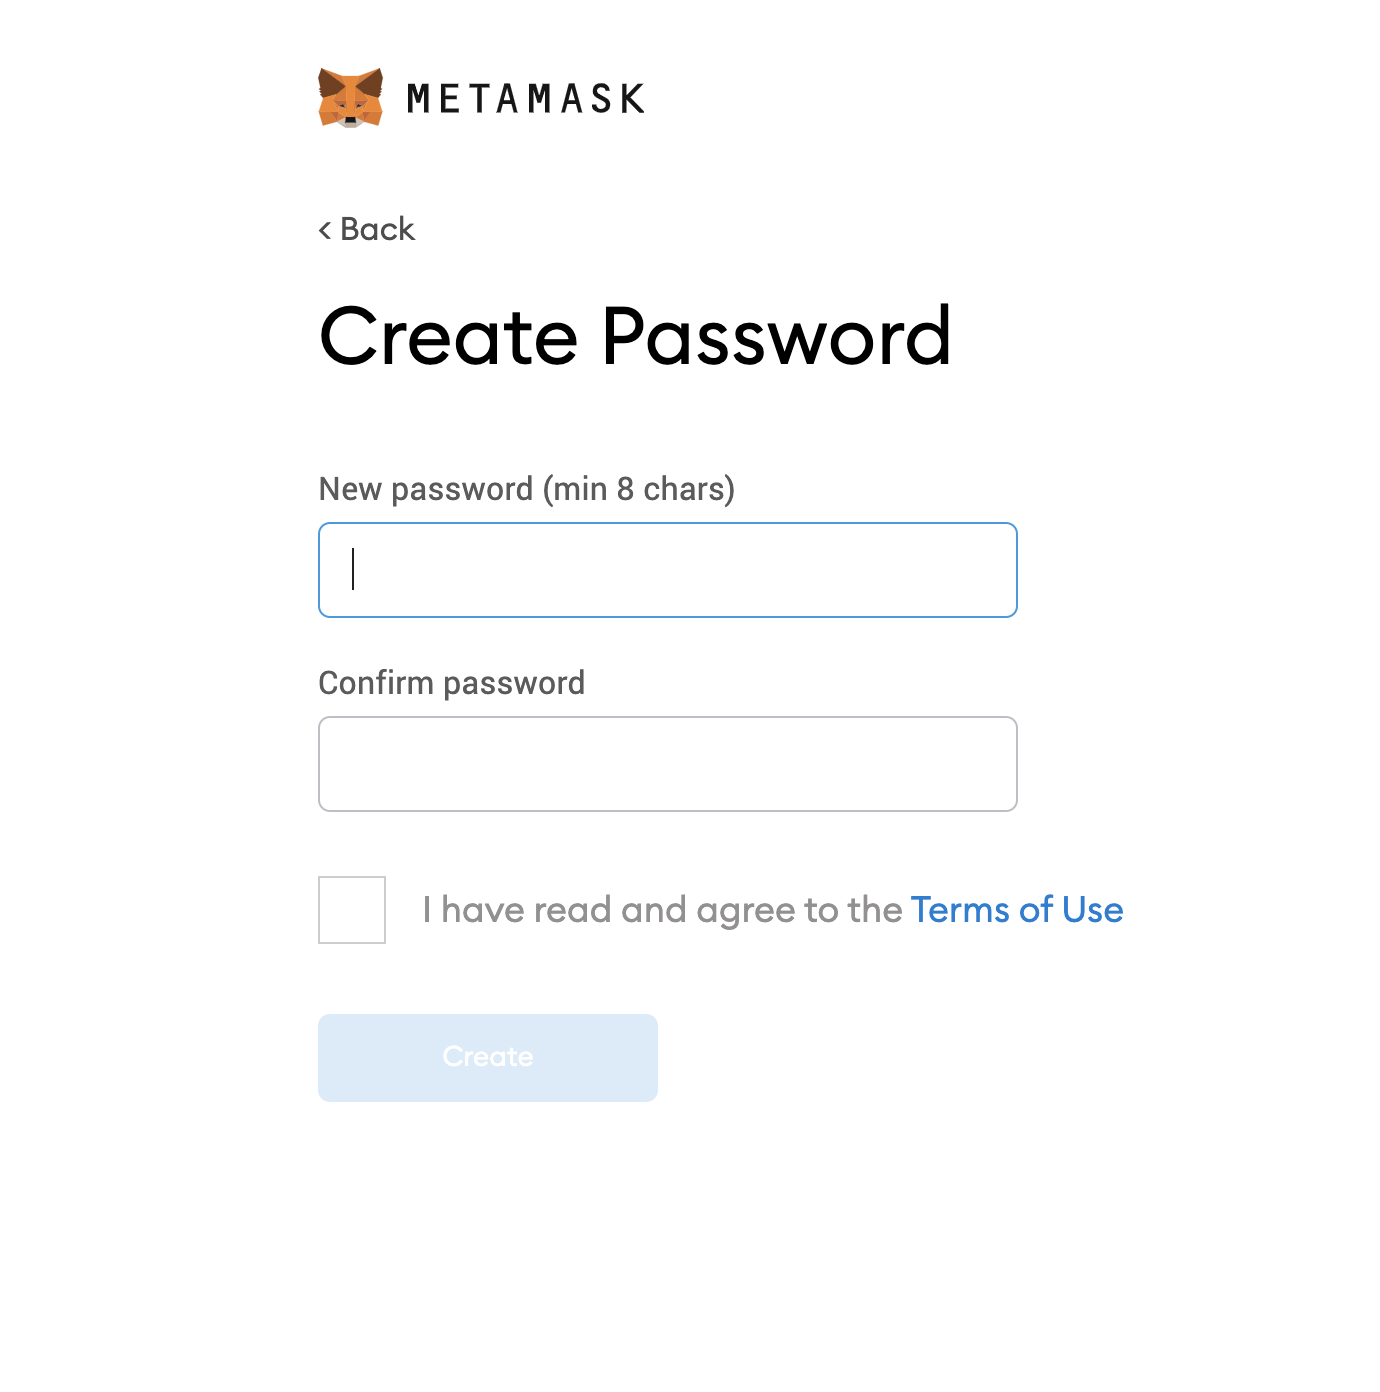 METAMASK
< Back
Create Password
New password (min 8 chars)
Confirm password
I have read and agree to the Terms of Use
Create